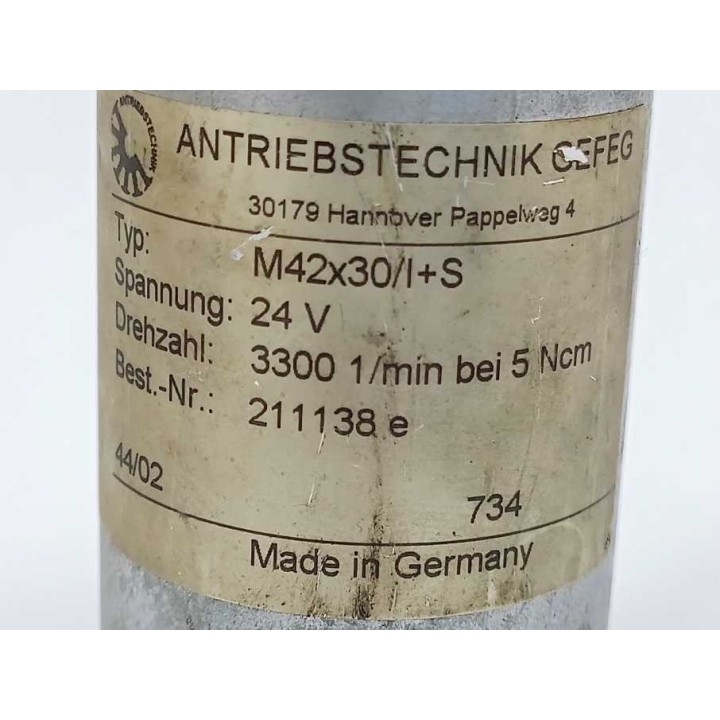 ANTRIEBSTECHNIK
ANTRIEBSTECHNIK GEFEG
30179 Hannover Pappelweg 4
Typ: M42x30/I+S
Spannung: 24 V
Drehzahl: 3300 1/min bei 5 Ncm
Best.-Nr.: 211138 e
44/02
734
Made in Germany